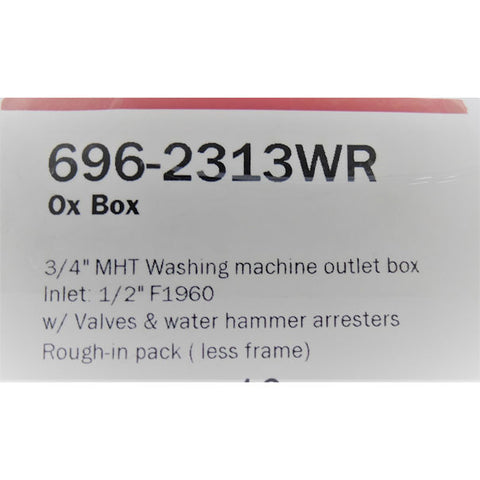 696-2313WR
Ox Box
3/4" MHT Washing machine outlet box
Inlet: 1/2" F1960
w/ Valves & water hammer arresters
Rough-in pack ( less frame)